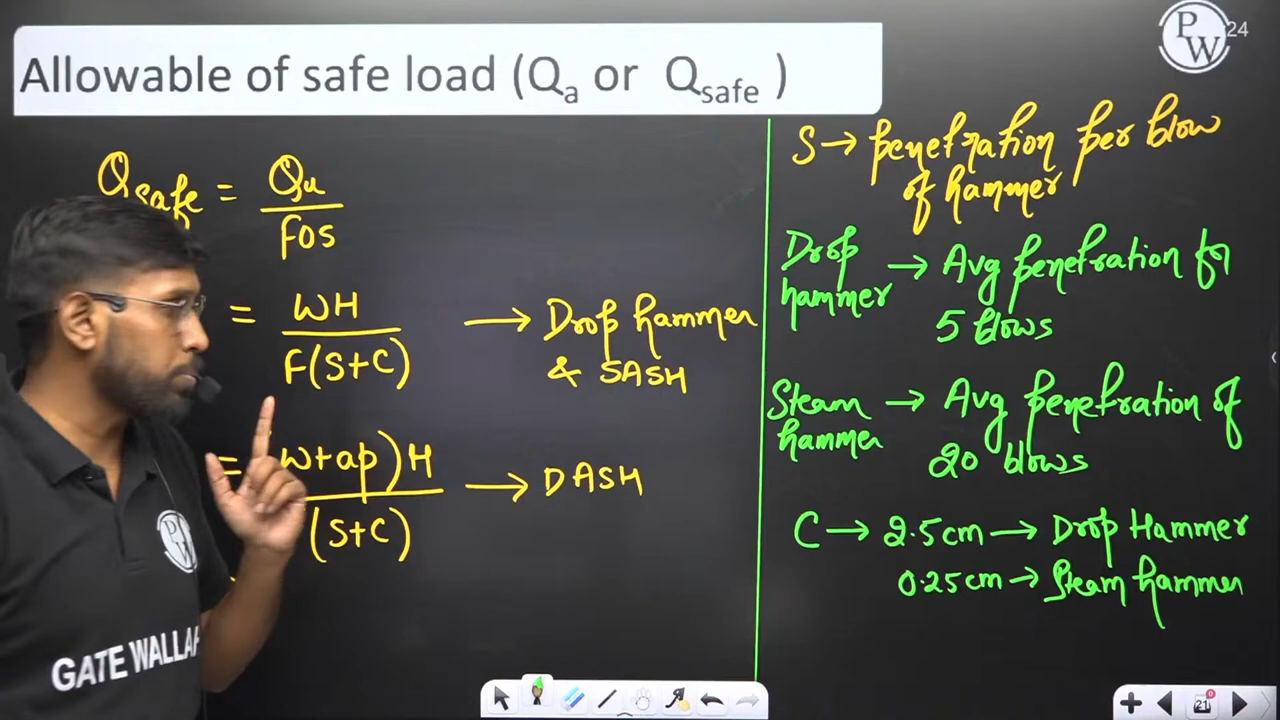 PW
24
Allowable of safe load (Qa or Qsafe )
Qsafe = Qu / FOS
= WH / F(S+C) → Drop hammer
& SASH
= W+ap)H / (S+C) → DASH
S → penetration per blow
of hammer
Drop hammer → Avg penetration for
5 blows
Steam hammer → Avg penetration of
20 blows
C → 2.5cm → Drop Hammer
0.25cm → Steam hammer
W
GATE WALLAH
21